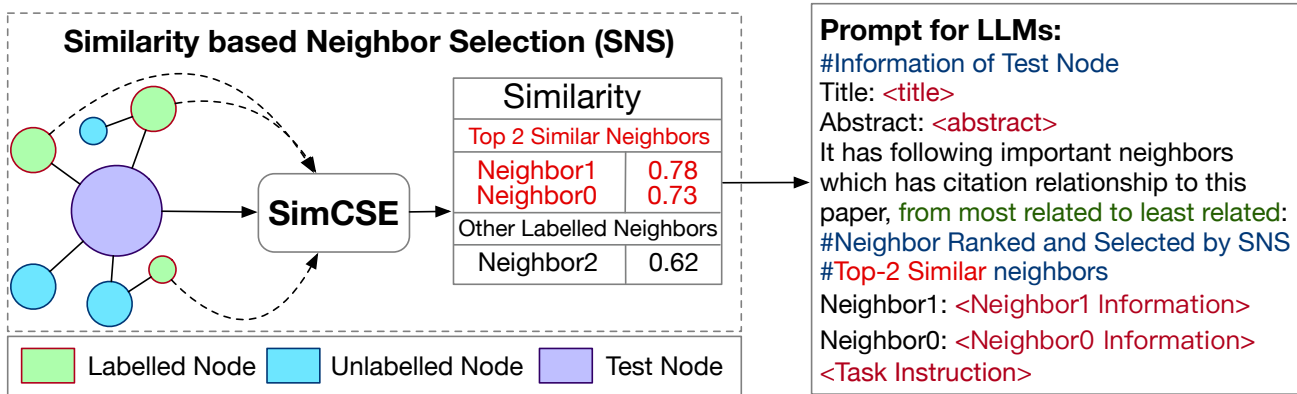 Similarity based Neighbor Selection (SNS)
SimCSE
Similarity
Top 2 Similar Neighbors
Neighbor1 0.78
Neighbor0 0.73
Other Labelled Neighbors
Neighbor2 0.62
Labelled Node
Unlabelled Node
Test Node
Prompt for LLMs:
#Information of Test Node
Title: <title>
Abstract: <abstract>
It has following important neighbors
which has citation relationship to this
paper, from most related to least related:
#Neighbor Ranked and Selected by SNS
#Top-2 Similar neighbors
Neighbor1: <Neighbor1 Information>
Neighbor0: <Neighbor0 Information>
<Task Instruction>